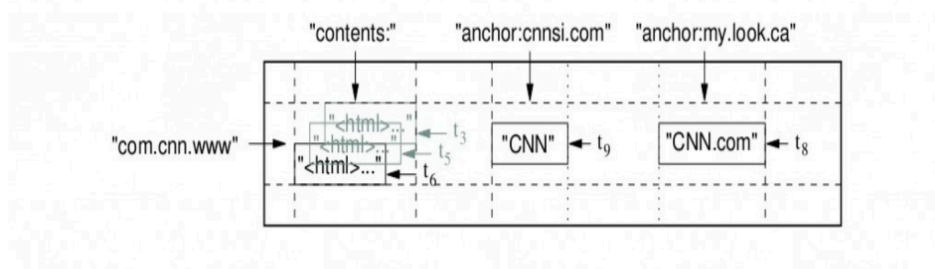 "contents:" "anchor:cnnsi.com" "anchor:my.look.ca"
"<html>..." t3
"com.cnn.www" "<html>..." t5 "CNN" t9 "CNN.com" t8
"<html>..." t6